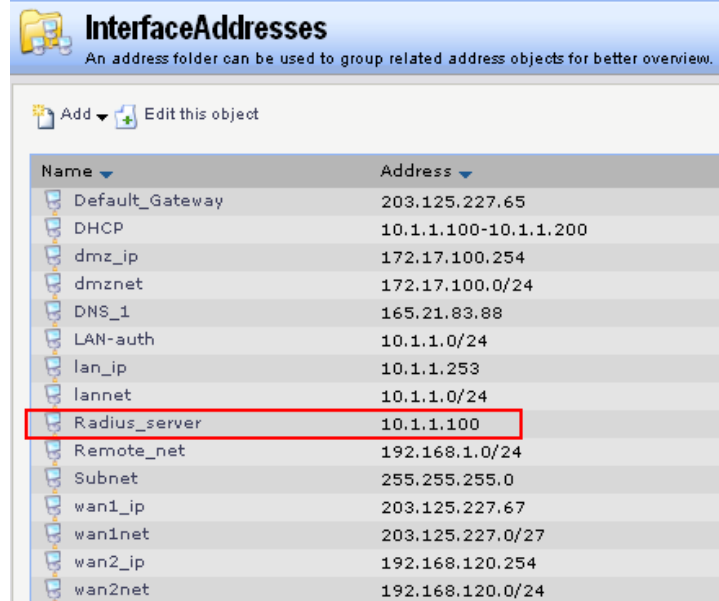 InterfaceAddresses
An address folder can be used to group related address objects for better overview.
Add Edit this object
Name Address
Default_Gateway 203.125.227.65
DHCP 10.1.1.100-10.1.1.200
dmz_ip 172.17.100.254
dmznet 172.17.100.0/24
DNS_1 165.21.83.88
LAN-auth 10.1.1.0/24
lan_ip 10.1.1.253
lannet 10.1.1.0/24
Radius_server 10.1.1.100
Remote_net 192.168.1.0/24
Subnet 255.255.255.0
wan1_ip 203.125.227.67
wan1net 203.125.227.0/27
wan2_ip 192.168.120.254
wan2net 192.168.120.0/24